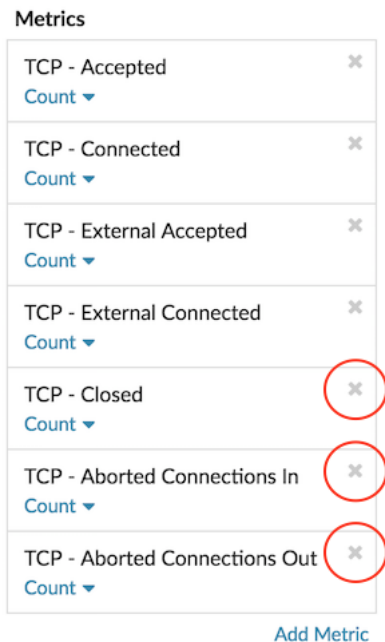 Metrics
TCP - Accepted
Count
TCP - Connected
Count
TCP - External Accepted
Count
TCP - External Connected
Count
TCP - Closed
Count
TCP - Aborted Connections In
Count
TCP - Aborted Connections Out
Count
Add Metric